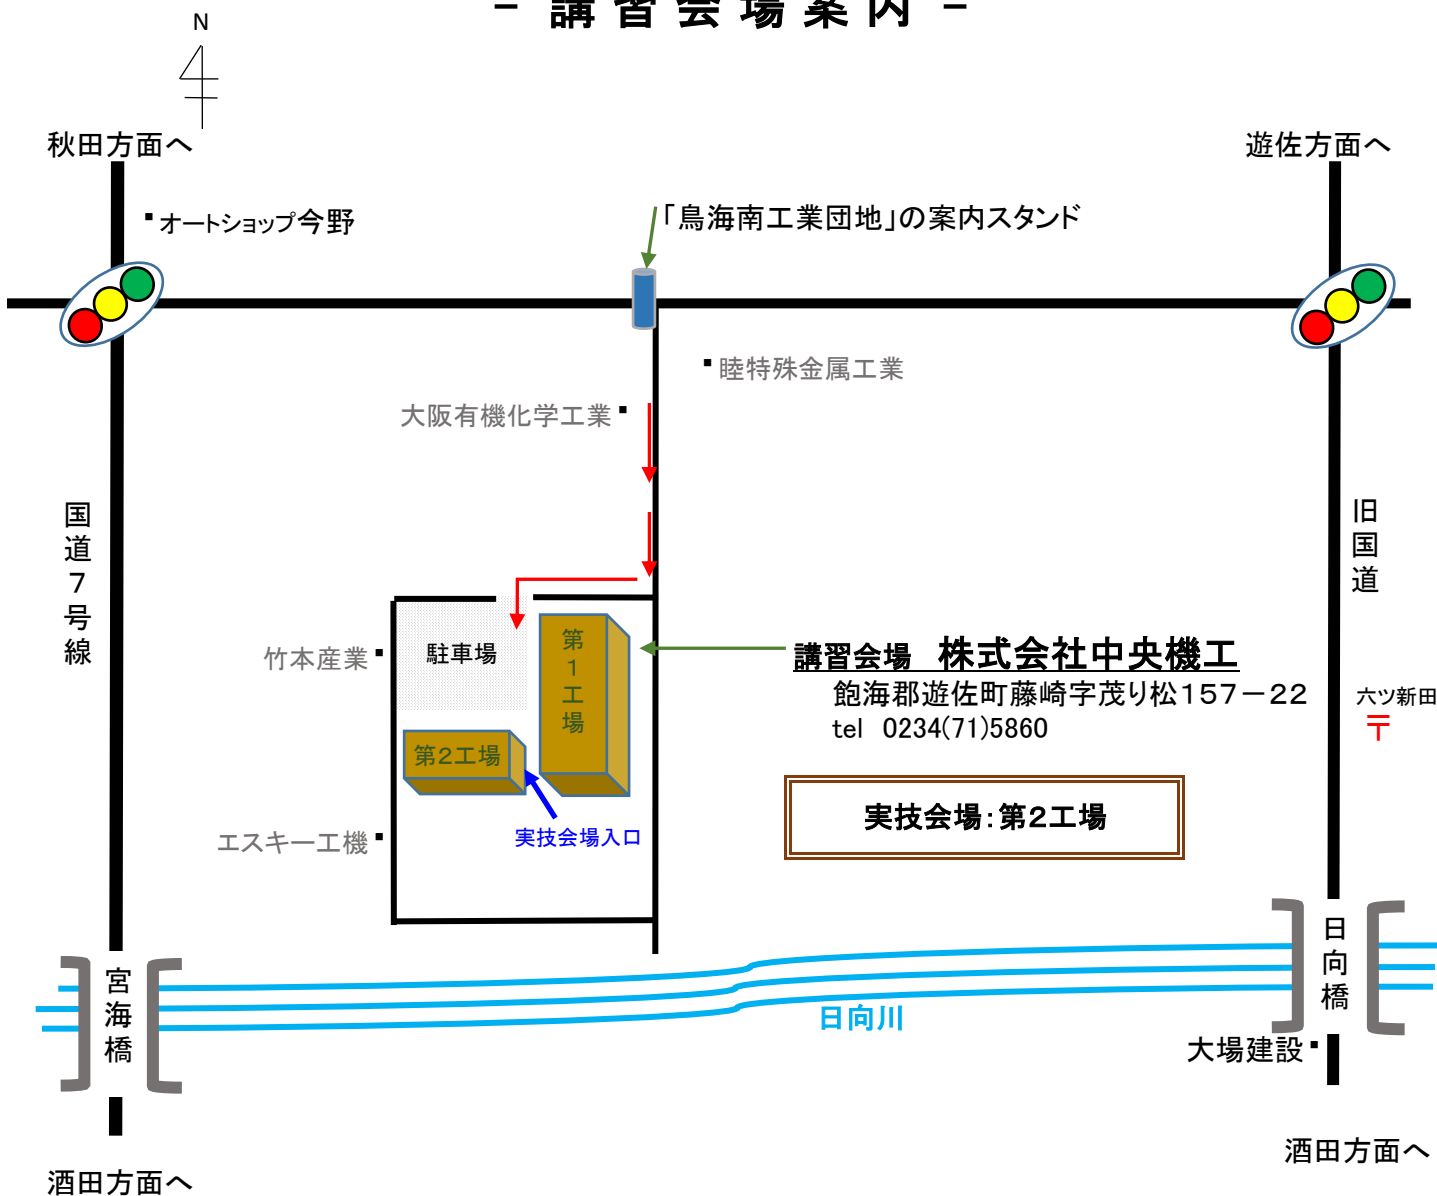 - 講習会場案内 -
N
秋田方面へ
遊佐方面へ
オートショップ今野
「鳥海南工業団地」の案内スタンド
睦特殊金属工業
大阪有機化学工業
国道7号線
旧国道
竹本産業
駐車場
第1工場
講習会場 株式会社中央機工
飽海郡遊佐町藤崎字茂り松157-22
tel 0234(71)5860
六ツ新田
〒
第2工場
実技会場:第2工場
エスキー工機
実技会場入口
日向橋
宮海橋
日向川
大場建設
酒田方面へ
酒田方面へ